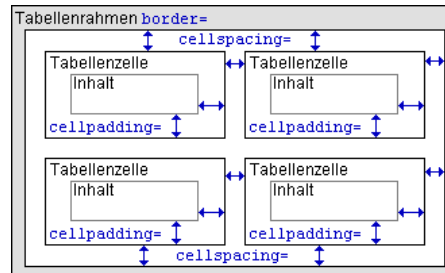 Tabellenrahmen border=
cellspacing=
Tabellenzelle Tabellenzelle
Inhalt Inhalt
cellpadding= cellpadding=
Tabellenzelle Tabellenzelle
Inhalt Inhalt
cellpadding= cellpadding=
cellspacing=